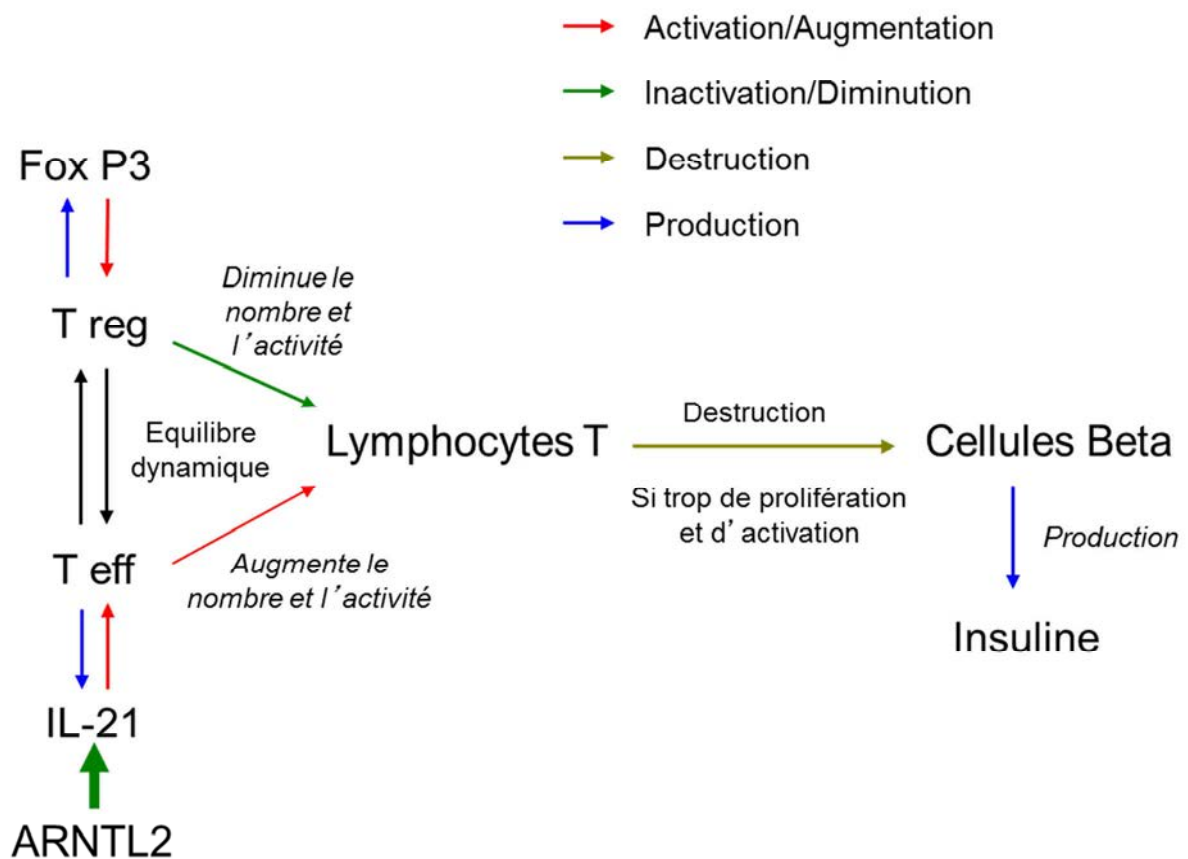 Activation/Augmentation
Inactivation/Diminution
Destruction
Production
Fox P3
Diminue le
nombre et
l’activité
T reg
Equilibre
dynamique
Lymphocytes T
Destruction
Si trop de prolifération
et d’ activation
Cellules Beta
Production
Insuline
T eff
Augmente le
nombre et l’activité
IL-21
ARNTL2